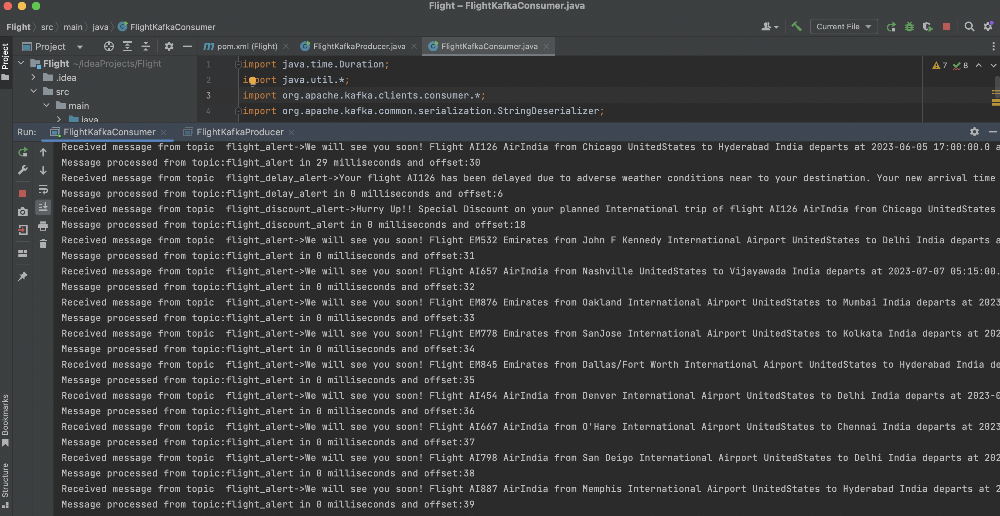 Flight – FlightKafkaConsumer.java
Flight src main java FlightKafkaConsumer Current File
Project pom.xml (Flight) FlightKafkaProducer.java FlightKafkaConsumer.java
Project
Flight ~/IdeaProjects/Flight
.idea
src
main
java
1 import java.time.Duration;
2 import java.util.*;
3 import org.apache.kafka.clients.consumer.*;
4 import org.apache.kafka.common.serialization.StringDeserializer;
7 8
Run: FlightKafkaConsumer FlightKafkaProducer
Received message from topic  flight_alert->We will see you soon! Flight AI126 AirIndia from Chicago UnitedStates to Hyderabad India departs at 2023-06-05 17:00:00.0 a
Message processed from topic:flight_alert in 29 milliseconds and offset:30
Received message from topic  flight_delay_alert->Your flight AI126 has been delayed due to adverse weather conditions near to your destination. Your new arrival time
Message processed from topic:flight_delay_alert in 0 milliseconds and offset:6
Received message from topic  flight_discount_alert->Hurry Up!! Special Discount on your planned International trip of flight AI126 AirIndia from Chicago UnitedStates
Message processed from topic:flight_discount_alert in 0 milliseconds and offset:18
Received message from topic  flight_alert->We will see you soon! Flight EM532 Emirates from John F Kennedy International Airport UnitedStates to Delhi India departs a
Message processed from topic:flight_alert in 0 milliseconds and offset:31
Received message from topic  flight_alert->We will see you soon! Flight AI657 AirIndia from Nashville UnitedStates to Vijayawada India departs at 2023-07-07 05:15:00.
Message processed from topic:flight_alert in 0 milliseconds and offset:32
Received message from topic  flight_alert->We will see you soon! Flight EM876 Emirates from Oakland International Airport UnitedStates to Mumbai India departs at 2023
Message processed from topic:flight_alert in 0 milliseconds and offset:33
Received message from topic  flight_alert->We will see you soon! Flight EM778 Emirates from SanJose International Airport UnitedStates to Kolkata India departs at 202
Message processed from topic:flight_alert in 0 milliseconds and offset:34
Received message from topic  flight_alert->We will see you soon! Flight EM845 Emirates from Dallas/Fort Worth International Airport UnitedStates to Hyderabad India de
Message processed from topic:flight_alert in 0 milliseconds and offset:35
Received message from topic  flight_alert->We will see you soon! Flight AI454 AirIndia from Denver International Airport UnitedStates to Delhi India departs at 2023-0
Message processed from topic:flight_alert in 0 milliseconds and offset:36
Received message from topic  flight_alert->We will see you soon! Flight AI667 AirIndia from O'Hare International Airport UnitedStates to Chennai India departs at 2023
Message processed from topic:flight_alert in 0 milliseconds and offset:37
Received message from topic  flight_alert->We will see you soon! Flight AI798 AirIndia from San Deigo International Airport UnitedStates to Delhi India departs at 202
Message processed from topic:flight_alert in 0 milliseconds and offset:38
Received message from topic  flight_alert->We will see you soon! Flight AI887 AirIndia from Memphis International Airport UnitedStates to Hyderabad India departs at 2
Message processed from topic:flight_alert in 0 milliseconds and offset:39
Bookmarks
Structure